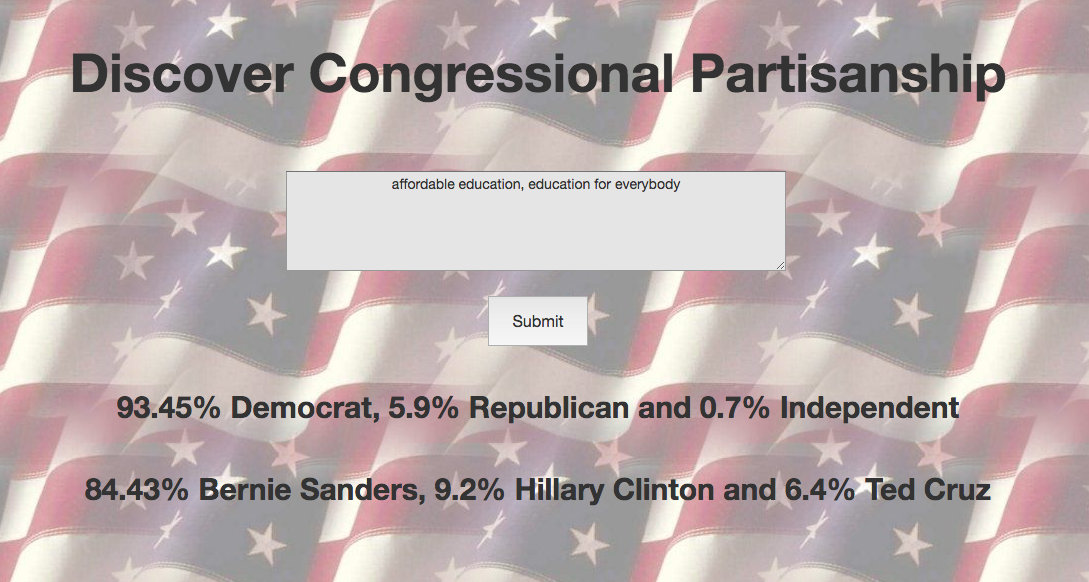 Discover Congressional Partisanship
affordable education, education for everybody
Submit
93.45% Democrat, 5.9% Republican and 0.7% Independent
84.43% Bernie Sanders, 9.2% Hillary Clinton and 6.4% Ted Cruz